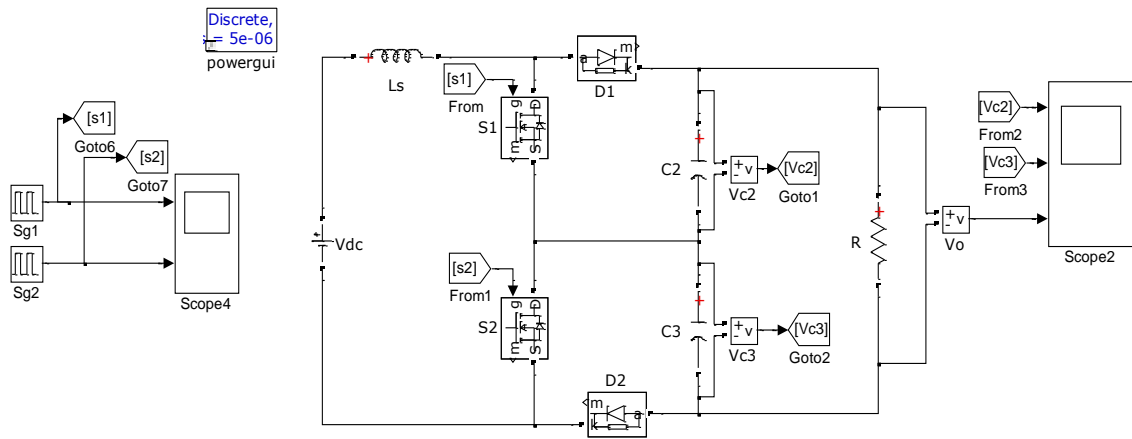 Discrete,
= 5e-06
powergui
[s1]
Goto6
[s2]
Goto7
Sg1
Sg2
Scope4
Vdc
Ls
[s1]
From
g
D
S1
m
S
a
m
k
D1
[s2]
From1
g
D
S2
m
S
D2
m
k
a
C2
+
-
v
Vc2
[Vc2]
Goto1
C3
+
-
v
Vc3
[Vc3]
Goto2
R
+
-
v
Vo
[Vc2]
From2
[Vc3]
From3
Scope2